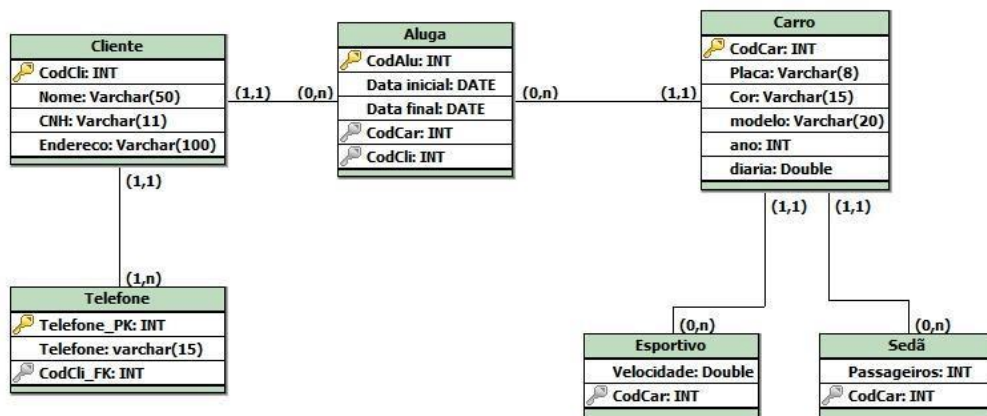 Cliente
CodCli: INT
Nome: Varchar(50)
CNH: Varchar(11)
Endereco: Varchar(100)
(1,1)
(0,n)
Aluga
CodAlu: INT
Data inicial: DATE
Data final: DATE
CodCar: INT
CodCli: INT
(0,n)
(1,1)
Carro
CodCar: INT
Placa: Varchar(8)
Cor: Varchar(15)
modelo: Varchar(20)
ano: INT
diaria: Double
(1,1)
(1,n)
Telefone
Telefone_PK: INT
Telefone: varchar(15)
CodCli_FK: INT
(1,1)
(1,1)
(0,n)
(0,n)
Esportivo
Velocidade: Double
CodCar: INT
Sedã
Passageiros: INT
CodCar: INT